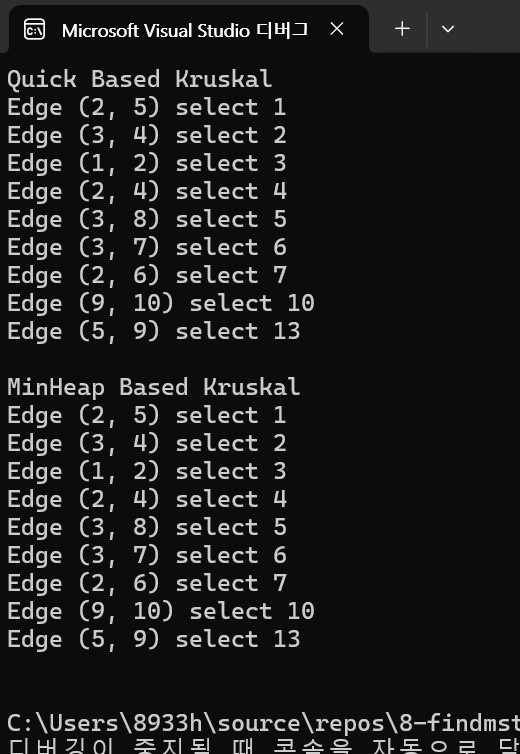 Microsoft Visual Studio 디버그
Quick Based Kruskal
Edge (2, 5) select 1
Edge (3, 4) select 2
Edge (1, 2) select 3
Edge (2, 4) select 4
Edge (3, 8) select 5
Edge (3, 7) select 6
Edge (2, 6) select 7
Edge (9, 10) select 10
Edge (5, 9) select 13
MinHeap Based Kruskal
Edge (2, 5) select 1
Edge (3, 4) select 2
Edge (1, 2) select 3
Edge (2, 4) select 4
Edge (3, 8) select 5
Edge (3, 7) select 6
Edge (2, 6) select 7
Edge (9, 10) select 10
Edge (5, 9) select 13
C:\Users\8933h\source\repos\8-findmst
디버깅이 중지될 때 콘솔을 자동으로 닫